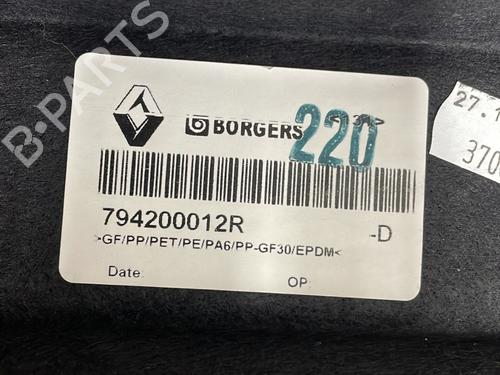 B-PARTS
BORGERS
220
794200012R
-D
>GF/PP/PET/PE/PA6/PP-GF30/EPDM<
Date:
OP:
27.1
370